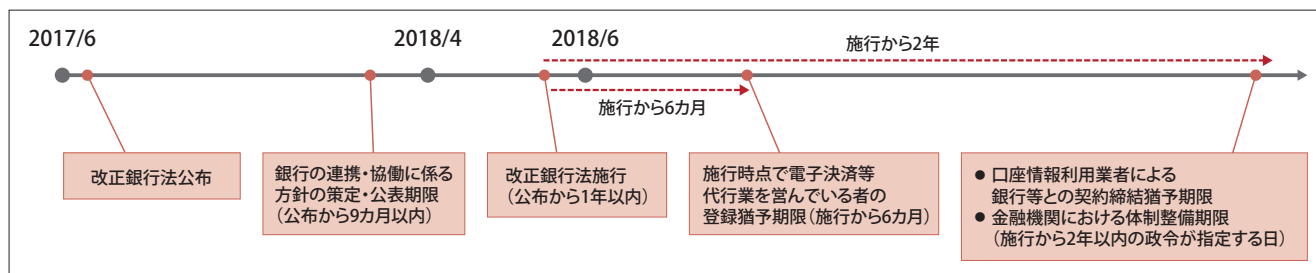 2017/6
2018/4
2018/6
施行から2年
施行から6カ月
改正銀行法公布
銀行の連携・協働に係る
方針の策定・公表期限
(公布から9カ月以内)
改正銀行法施行
(公布から1年以内)
施行時点で電子決済等
代行業を営んでいる者の
登録猶予期限(施行から6カ月)
● 口座情報利用業者による
銀行等との契約締結猶予期限
● 金融機関における体制整備期限
(施行から2年以内の政令が指定する日)